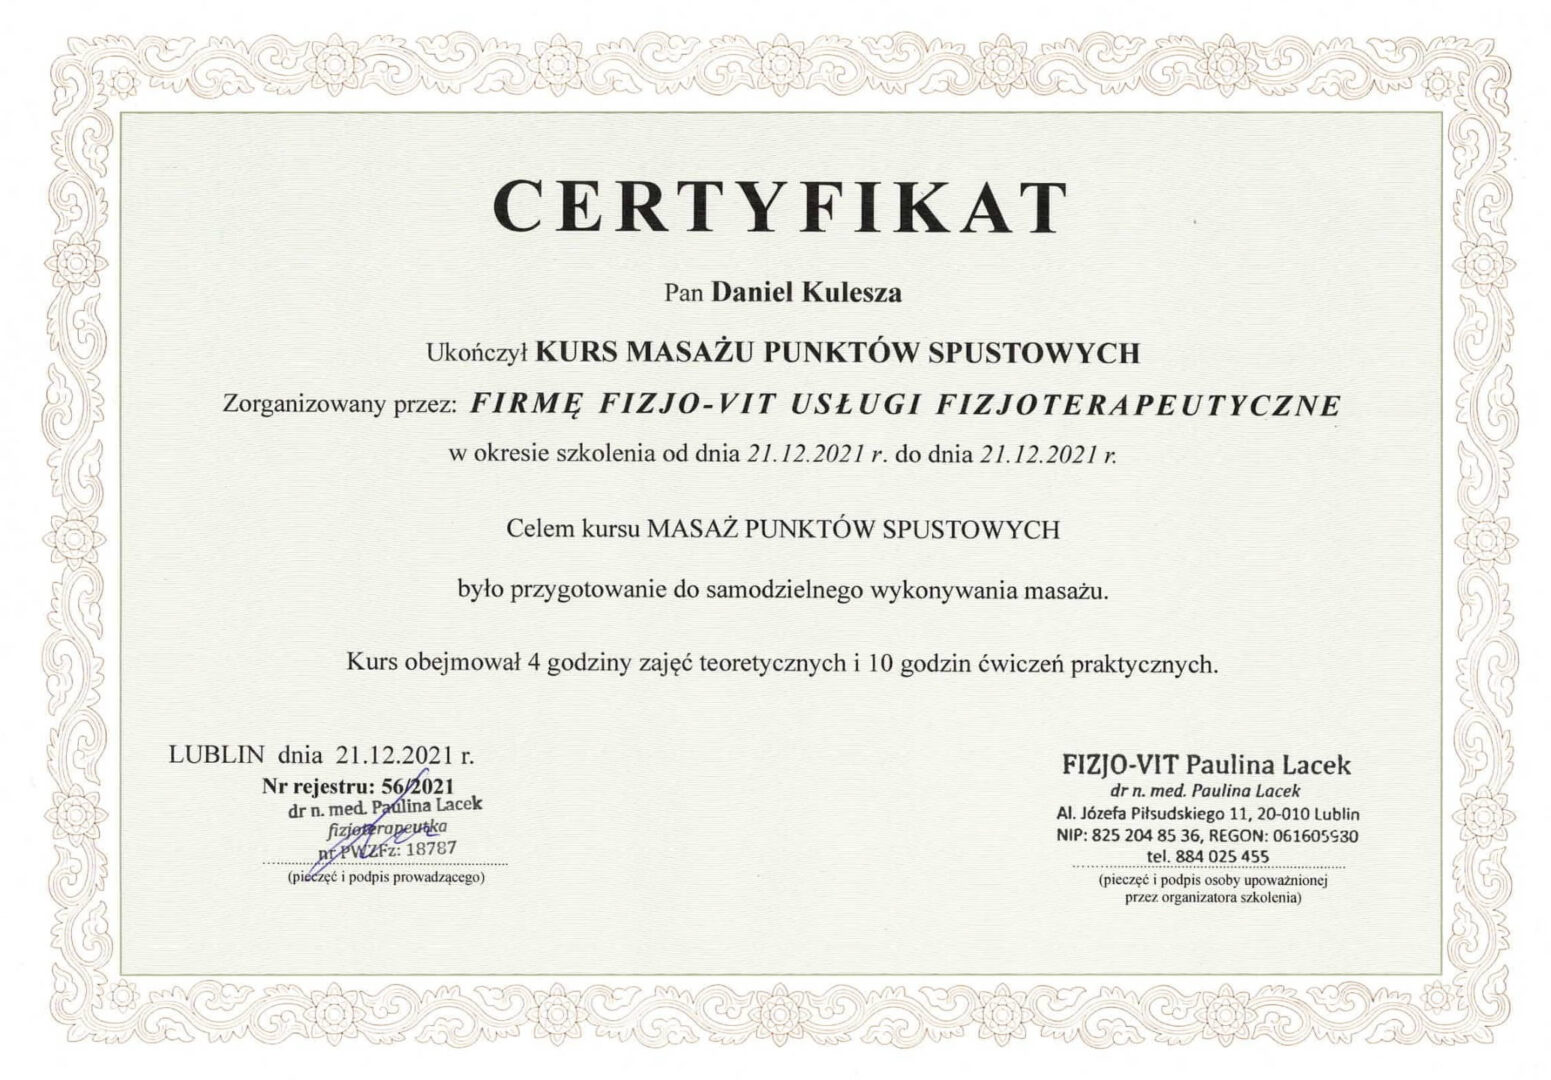 CERTYFIKAT
Pan Daniel Kulesza
Ukończył KURS MASAŻU PUNKTÓW SPUSTOWYCH
Zorganizowany przez: FIRMĘ FIZJO-VIT USŁUGI FIZJOTERAPEUTYCZNE
w okresie szkolenia od dnia 21.12.2021 r. do dnia 21.12.2021 r.
Celem kursu MASAŻ PUNKTÓW SPUSTOWYCH
było przygotowanie do samodzielnego wykonywania masażu.
Kurs obejmował 4 godziny zajęć teoretycznych i 10 godzin ćwiczeń praktycznych.
LUBLIN dnia 21.12.2021 r.
Nr rejestru: 56/2021
dr n. med. Paulina Lacek
fizjoterapeutka
nr PWZFz: 18787
(pieczęć i podpis prowadzącego)
FIZJO-VIT Paulina Lacek
dr n. med. Paulina Lacek
Al. Józefa Piłsudskiego 11, 20-010 Lublin
NIP: 825 204 85 36, REGON: 061605930
tel. 884 025 455
(pieczęć i podpis osoby upoważnionej
przez organizatora szkolenia)